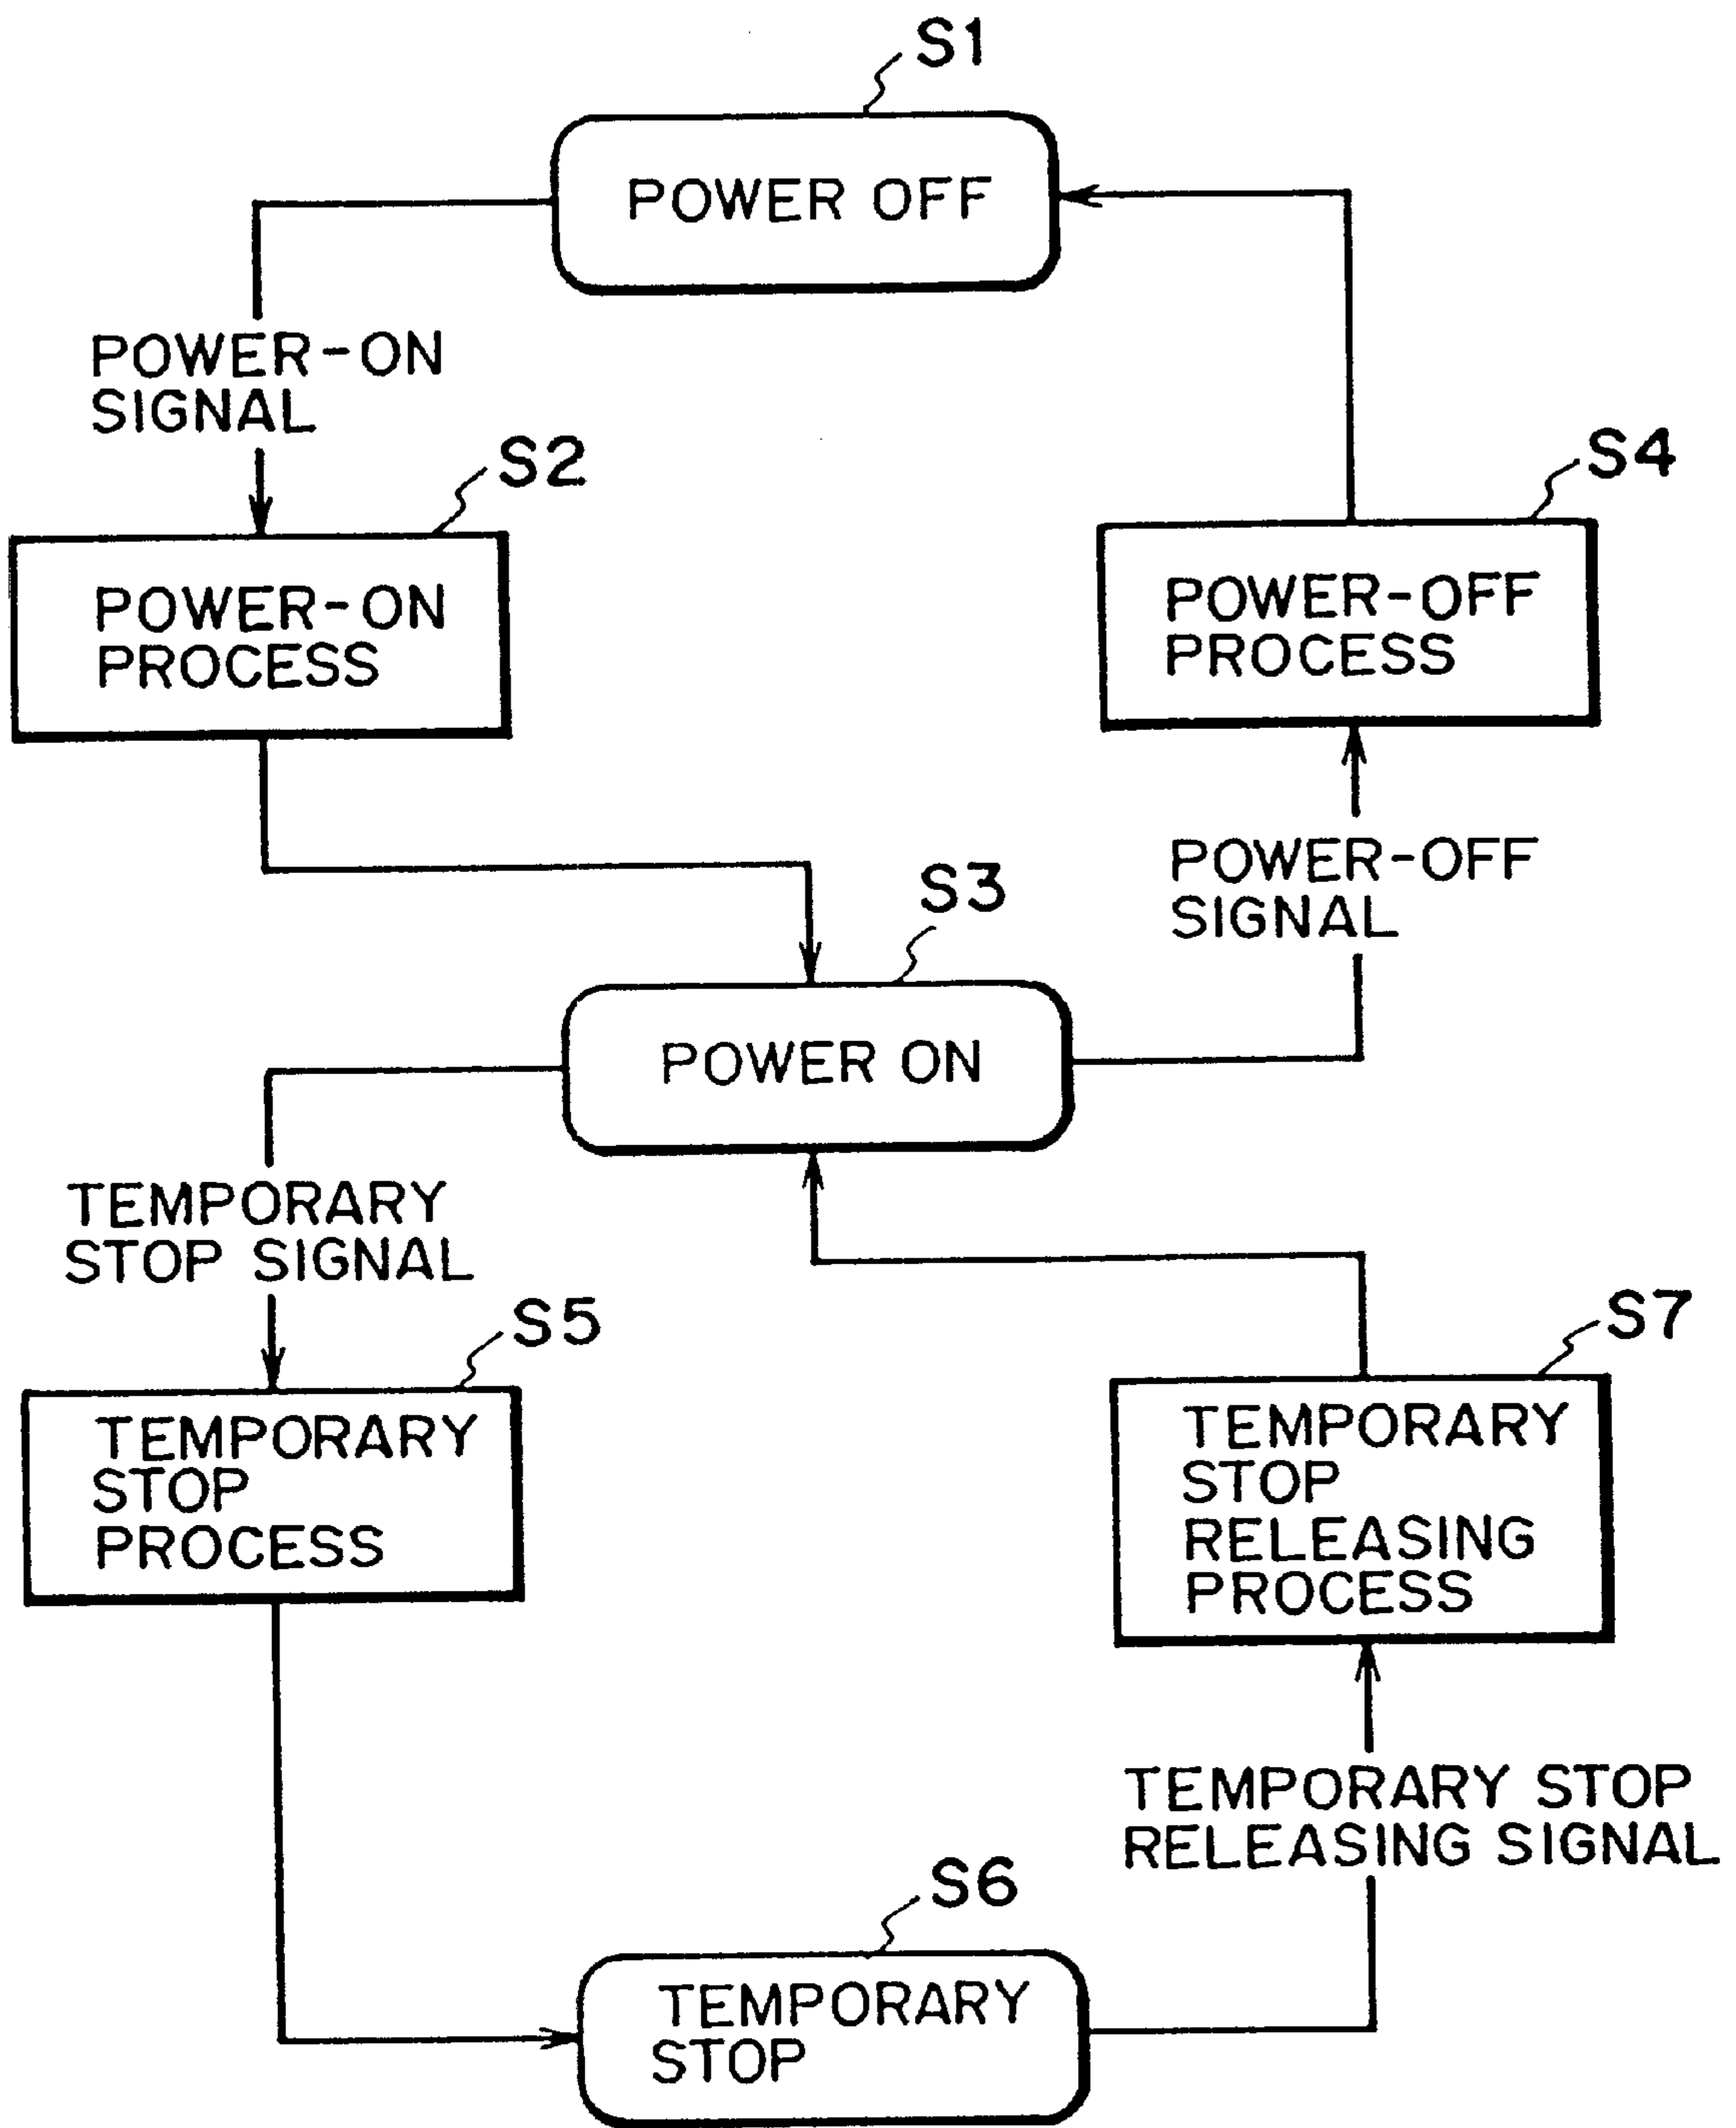 S1
POWER OFF
POWER-ON
SIGNAL
S2
S4
POWER-ON
PROCESS
POWER-OFF
PROCESS
POWER-OFF
SIGNAL
S3
POWER ON
TEMPORARY
STOP SIGNAL
S5
S7
TEMPORARY
STOP
PROCESS
TEMPORARY
STOP
RELEASING
PROCESS
TEMPORARY STOP
RELEASING SIGNAL
S6
TEMPORARY
STOP